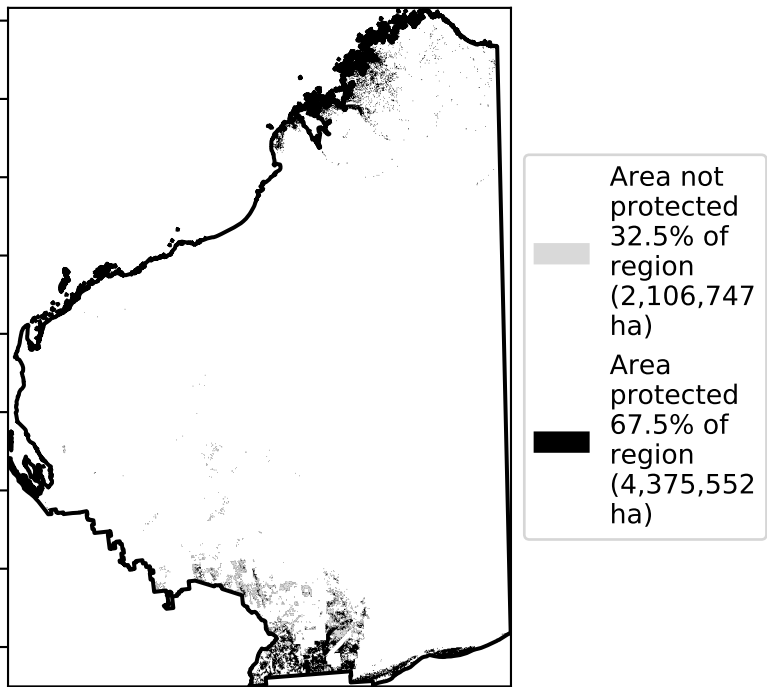 Area not
protected
32.5% of
region
(2,106,747
ha)
Area
protected
67.5% of
region
(4,375,552
ha)